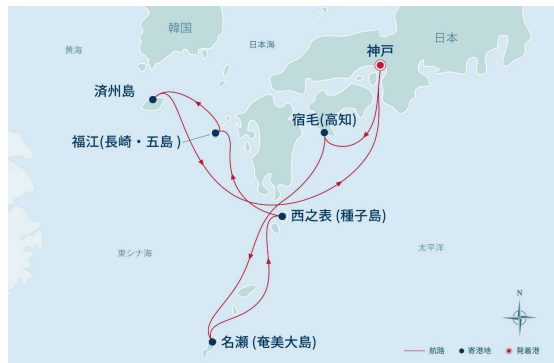 韓国
黄海
日本海
神戸
日本
済州島
宿毛(高知)
福江(長崎・五島)
西之表 (種子島)
東シナ海
太平洋
N
名瀬 (奄美大島)
航路
寄港地
発着港